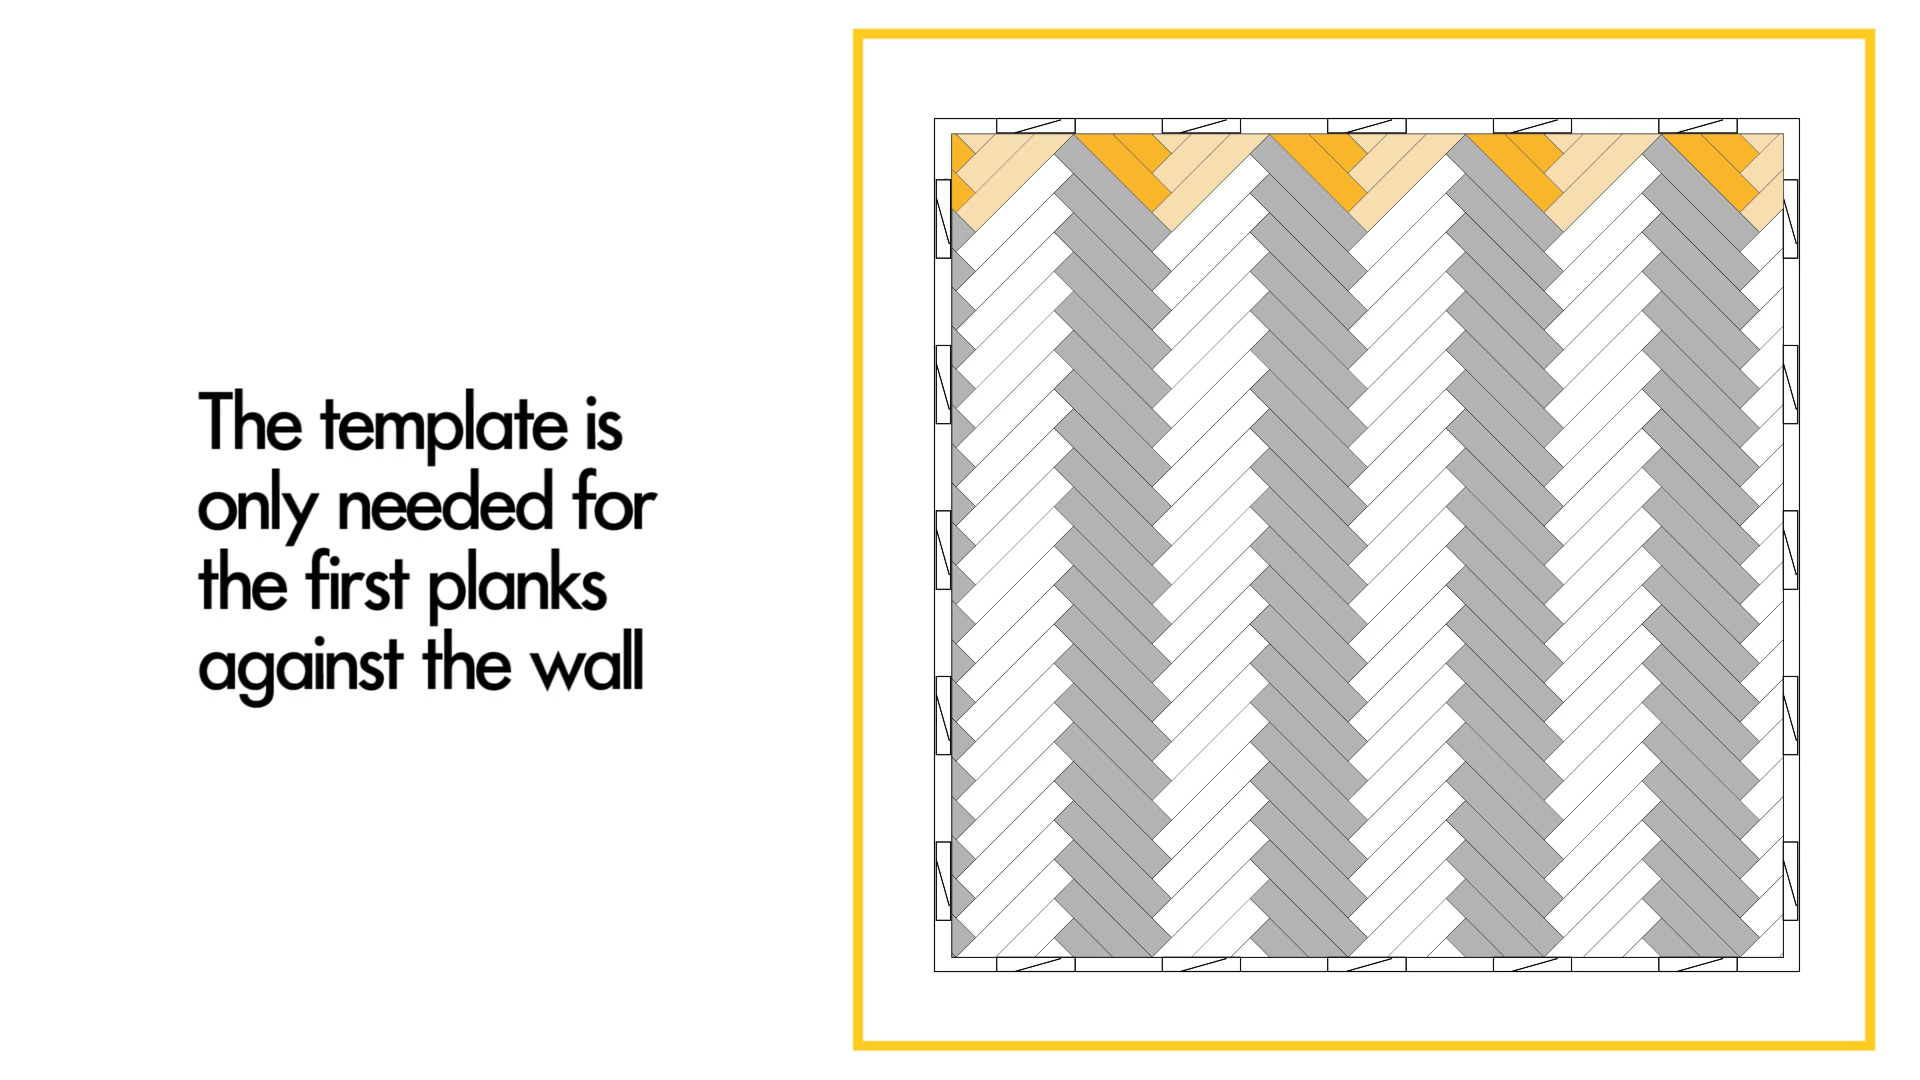 The template is
only needed for
the first planks
against the wall